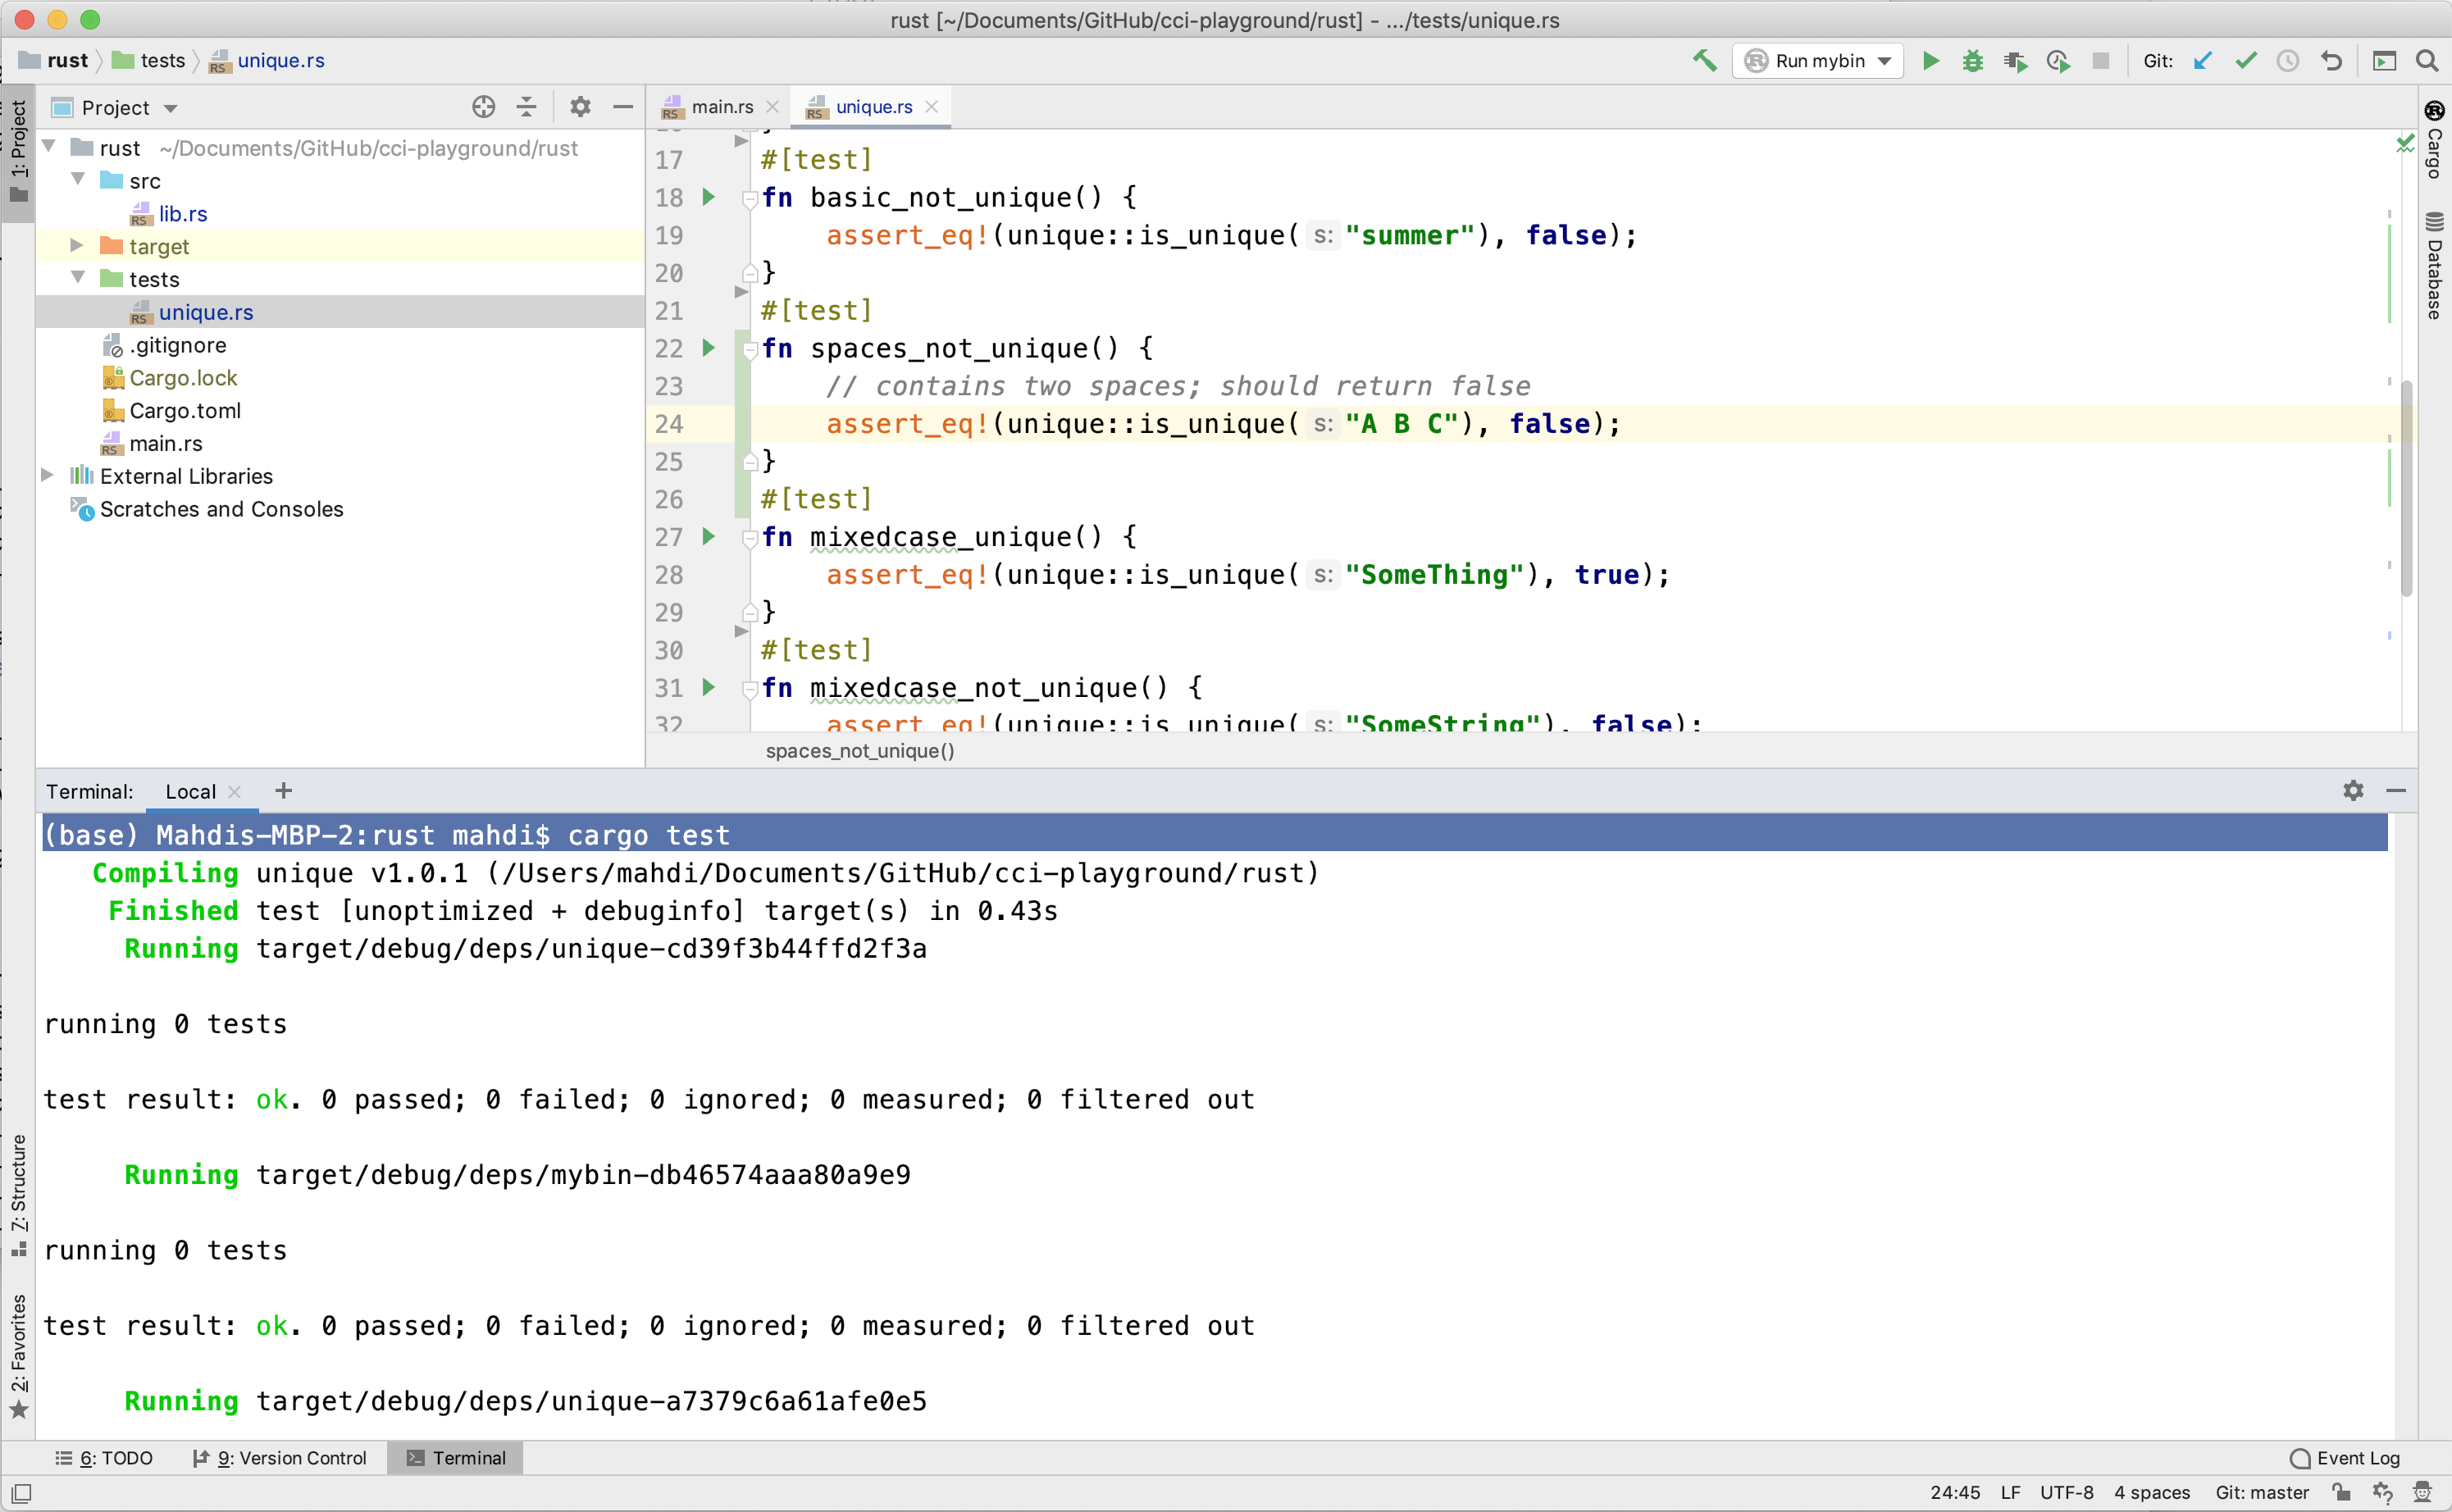 rust [~/Documents/GitHub/cci-playground/rust] - .../tests/unique.rs
rust tests unique.rs
Run mybin Git:
1: Project
Project
rust ~/Documents/GitHub/cci-playground/rust
src
lib.rs
target
tests
unique.rs
.gitignore
Cargo.lock
Cargo.toml
main.rs
External Libraries
Scratches and Consoles
main.rs unique.rs
17 #[test]
18 fn basic_not_unique() {
19 assert_eq!(unique::is_unique( s: "summer"), false);
20 }
21 #[test]
22 fn spaces_not_unique() {
23 // contains two spaces; should return false
24 assert_eq!(unique::is_unique( s: "A B C"), false);
25 }
26 #[test]
27 fn mixedcase_unique() {
28 assert_eq!(unique::is_unique( s: "SomeThing"), true);
29 }
30 #[test]
31 fn mixedcase_not_unique() {
32 assert_eq!(unique::is_unique( s: "SomeString"), false);
spaces_not_unique()
Cargo
Database
Terminal: Local +
(base) Mahdis-MBP-2:rust mahdi$ cargo test
Compiling unique v1.0.1 (/Users/mahdi/Documents/GitHub/cci-playground/rust)
Finished test [unoptimized + debuginfo] target(s) in 0.43s
Running target/debug/deps/unique-cd39f3b44ffd2f3a
running 0 tests
test result: ok. 0 passed; 0 failed; 0 ignored; 0 measured; 0 filtered out
Running target/debug/deps/mybin-db46574aaa80a9e9
running 0 tests
test result: ok. 0 passed; 0 failed; 0 ignored; 0 measured; 0 filtered out
Running target/debug/deps/unique-a7379c6a61afe0e5
7: Structure
2: Favorites
6: TODO 9: Version Control Terminal Event Log
24:45 LF UTF-8 4 spaces Git: master